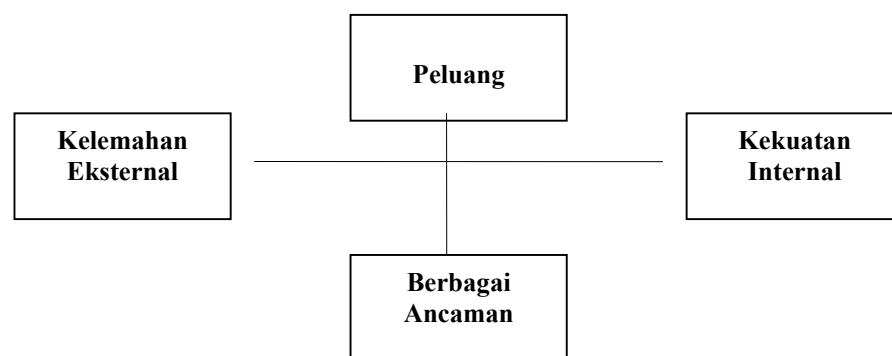 Peluang
Kelemahan
Eksternal
Kekuatan
Internal
Berbagai
Ancaman